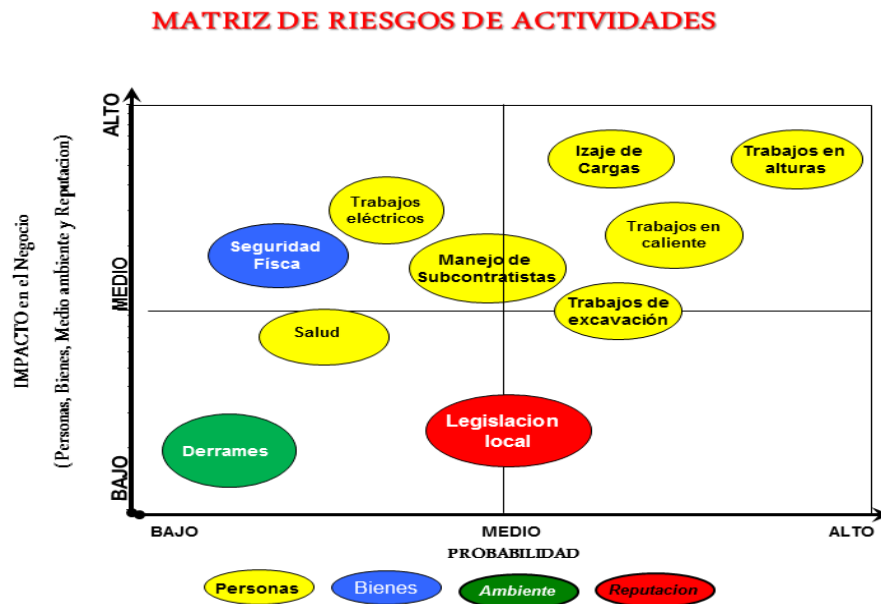 MATRIZ DE RIESGOS DE ACTIVIDADES
ALTO
MEDIO
BAJO
IMPACTO en el Negocio
(Personas, Bienes, Medio ambiente y Reputacion)
Izaje de
Cargas
Trabajos en
alturas
Trabajos
eléctricos
Trabajos en
caliente
Seguridad
Física
Manejo de
Subcontratistas
Trabajos de
excavación
Salud
Legislacion
local
Derrames
BAJO
MEDIO
ALTO
PROBABILIDAD
Personas
Bienes
Ambiente
Reputacion